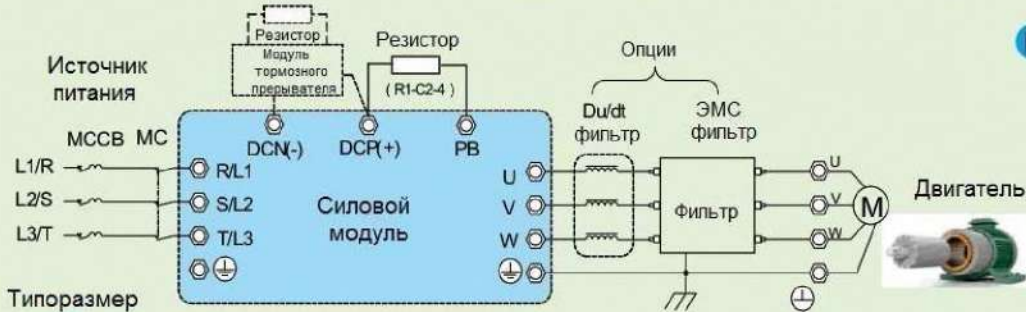 Резистор
Модуль
тормозного
прерывателя
Резистор
( R1-C2-4 )
Опции
Источник
питания
Du/dt
фильтр
ЭМС
фильтр
MCCB MC
DCN(-) DCP(+) PB
L1/R R/L1 U U
L2/S S/L2 V V
L3/T T/L3 W W
Силовой
модуль
Фильтр
M
Двигатель
Типоразмер